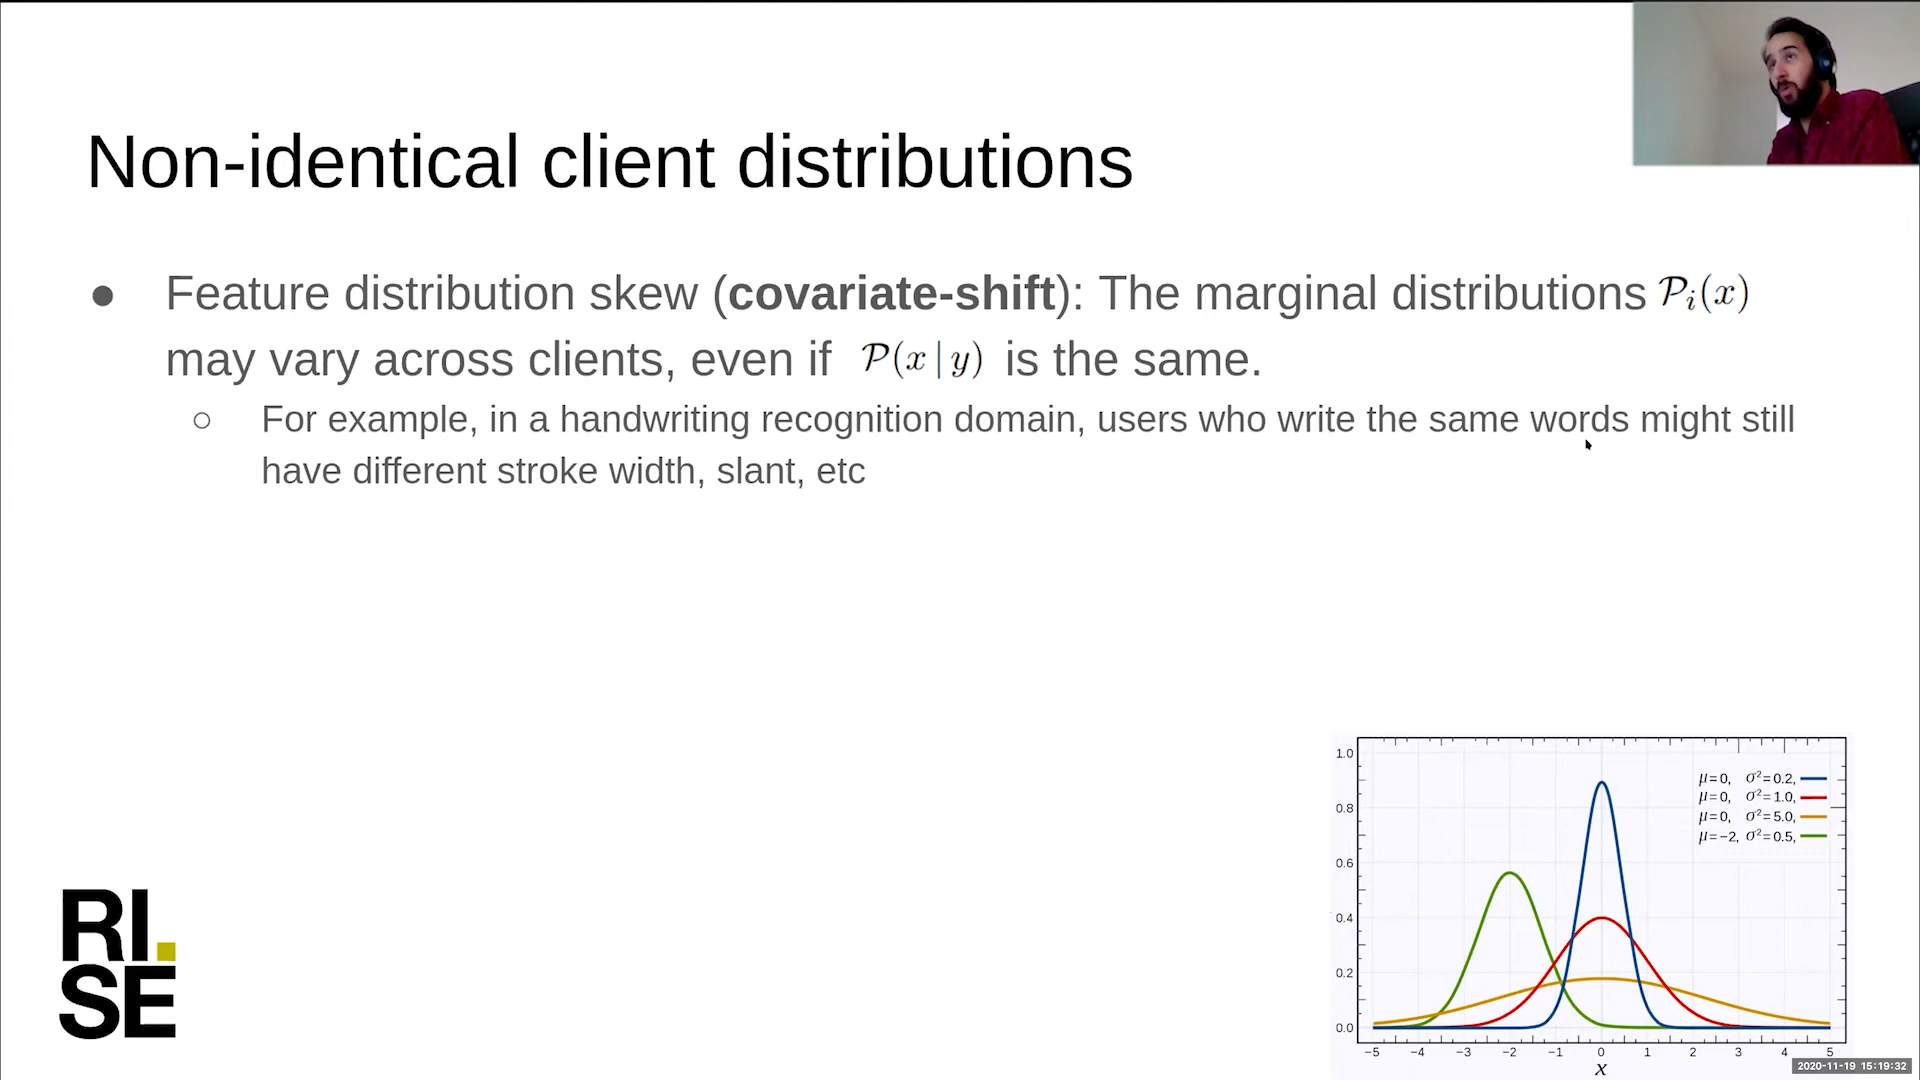 Non-identical client distributions
● Feature distribution skew (covariate-shift): The marginal distributions 𝒫ᵢ(x)
may vary across clients, even if 𝒫(x | y) is the same.
○ For example, in a handwriting recognition domain, users who write the same words might still
have different stroke width, slant, etc
RI.
SE
1.0
0.8
0.6
0.4
0.2
0.0
μ=0, σ²=0.2,
μ=0, σ²=1.0,
μ=0, σ²=5.0,
μ=−2, σ²=0.5,
−5 −4 −3 −2 −1 0 1 2 3 4 5
x
2020-11-19 15:19:32